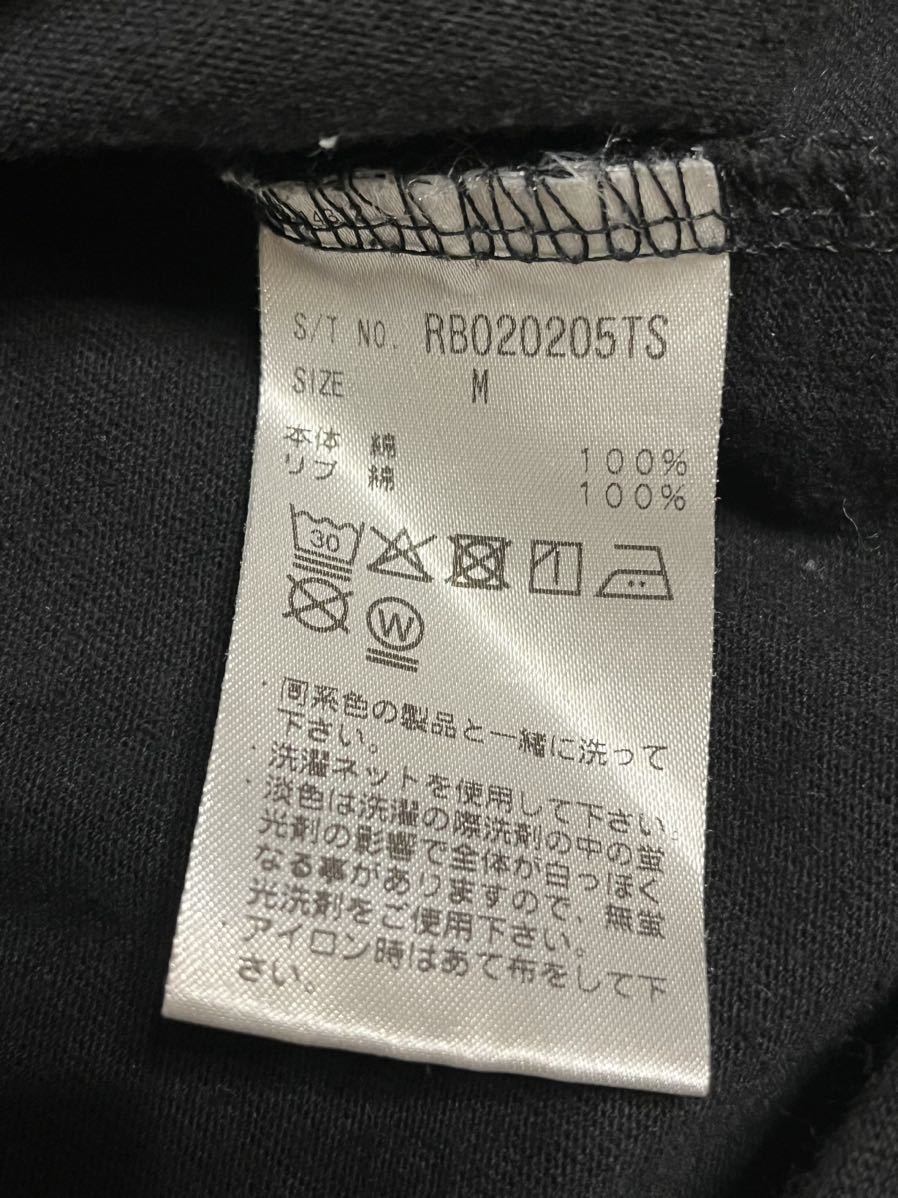 S/T NO. RB020205TS
SIZE M
本体 綿 100%
リブ 綿 100%
30
W
・同系色の製品と一緒に洗って
下さい。
・洗濯ネットを使用して下さい。
・淡色は洗濯の際洗剤の中の蛍
光剤の影響で全体が白っぽく
なる事がありますので、無蛍
光洗剤をご使用下さい。
・アイロン時はあて布をして下
さい。